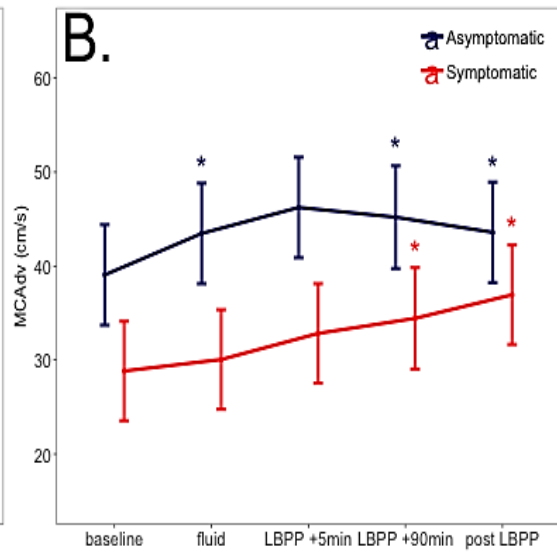 B.
a Asymptomatic
a Symptomatic
60
50
40
30
20
MCAdv (cm/s)
* * *
* *
baseline fluid LBPP +5min LBPP +90min post LBPP